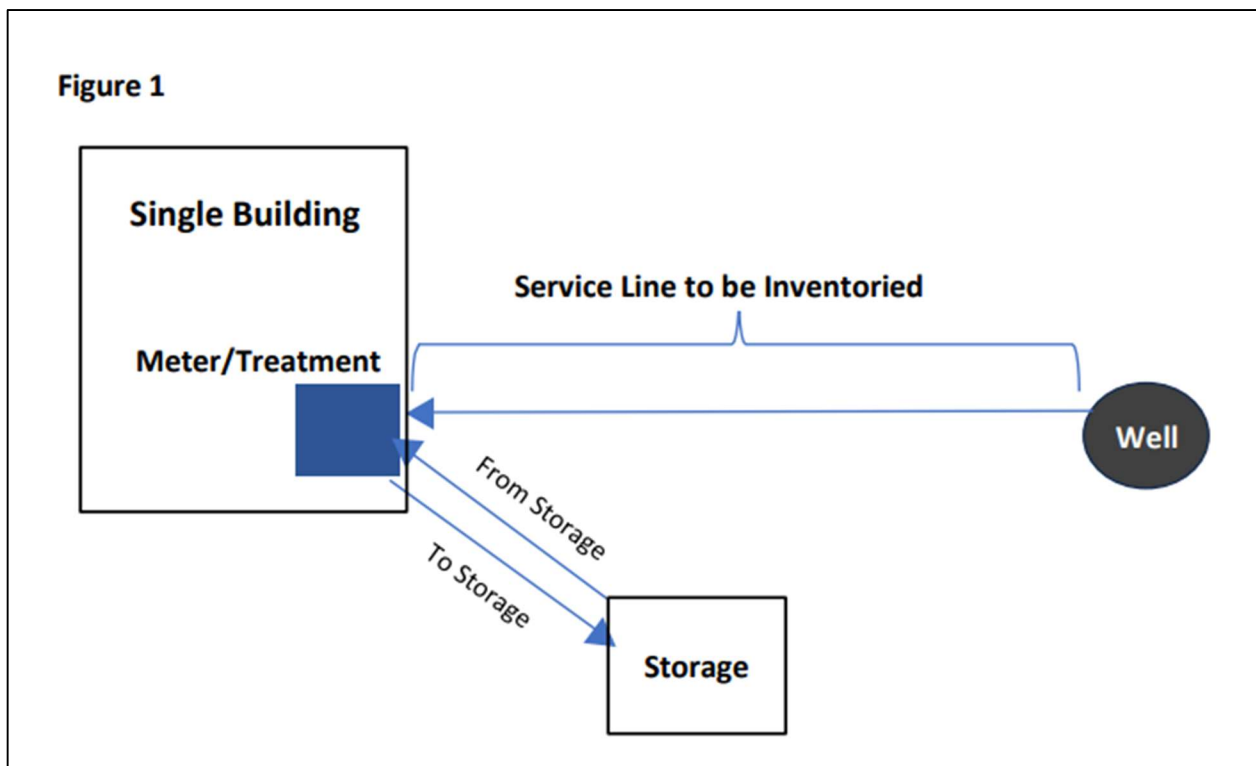 Figure 1
Single Building
Service Line to be Inventoried
Meter/Treatment
Well
From Storage
To Storage
Storage